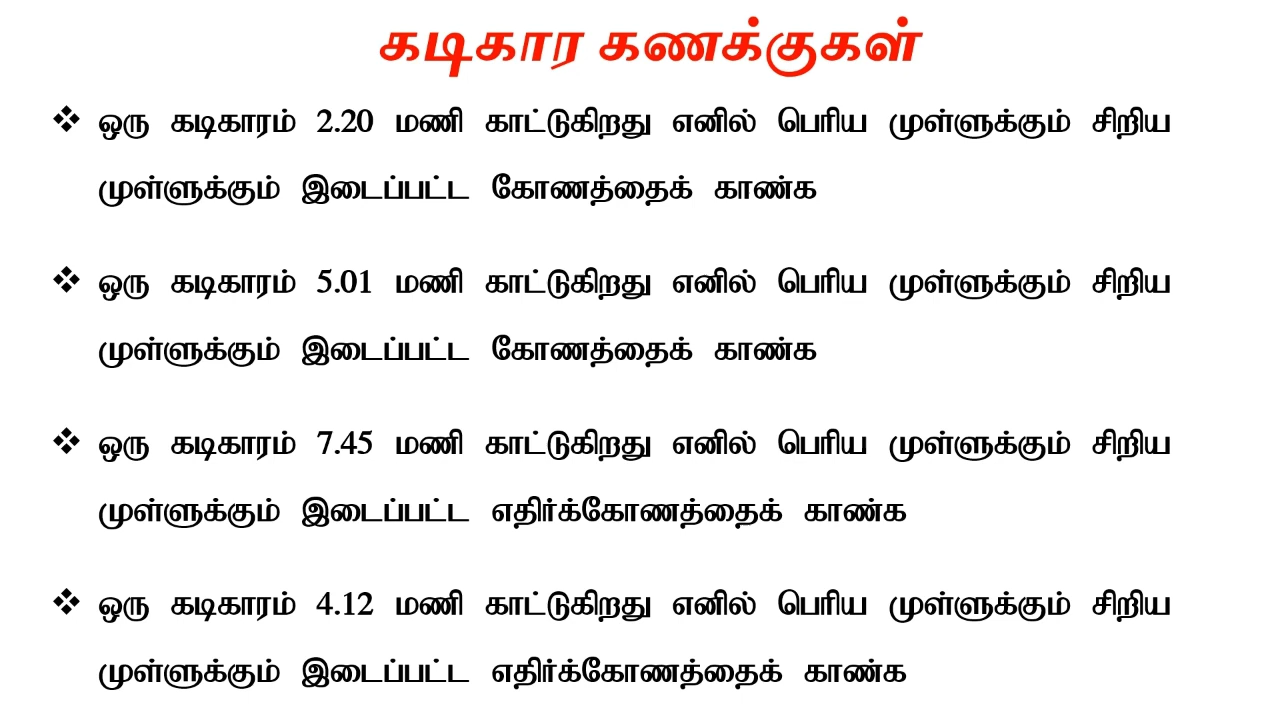 கடிகார கணக்குகள்
❖ ஒரு கடிகாரம் 2.20 மணி காட்டுகிறது எனில் பெரிய முள்ளுக்கும் சிறிய
முள்ளுக்கும் இடைப்பட்ட கோணத்தைக் காண்க
❖ ஒரு கடிகாரம் 5.01 மணி காட்டுகிறது எனில் பெரிய முள்ளுக்கும் சிறிய
முள்ளுக்கும் இடைப்பட்ட கோணத்தைக் காண்க
❖ ஒரு கடிகாரம் 7.45 மணி காட்டுகிறது எனில் பெரிய முள்ளுக்கும் சிறிய
முள்ளுக்கும் இடைப்பட்ட எதிர்க்கோணத்தைக் காண்க
❖ ஒரு கடிகாரம் 4.12 மணி காட்டுகிறது எனில் பெரிய முள்ளுக்கும் சிறிய
முள்ளுக்கும் இடைப்பட்ட எதிர்க்கோணத்தைக் காண்க